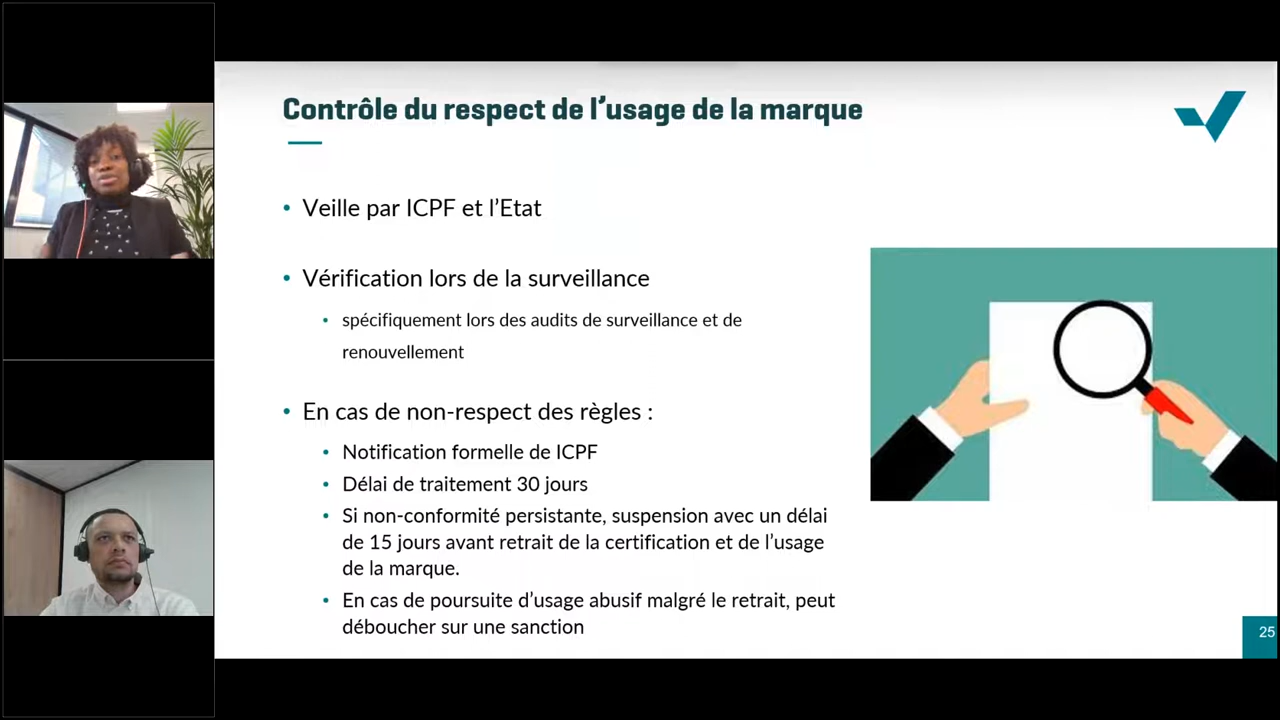 Contrôle du respect de l’usage de la marque
• Veille par ICPF et l’Etat
• Vérification lors de la surveillance
• spécifiquement lors des audits de surveillance et de
renouvellement
• En cas de non-respect des règles :
• Notification formelle de ICPF
• Délai de traitement 30 jours
• Si non-conformité persistante, suspension avec un délai
de 15 jours avant retrait de la certification et de l’usage
de la marque.
• En cas de poursuite d’usage abusif malgré le retrait, peut
déboucher sur une sanction
25